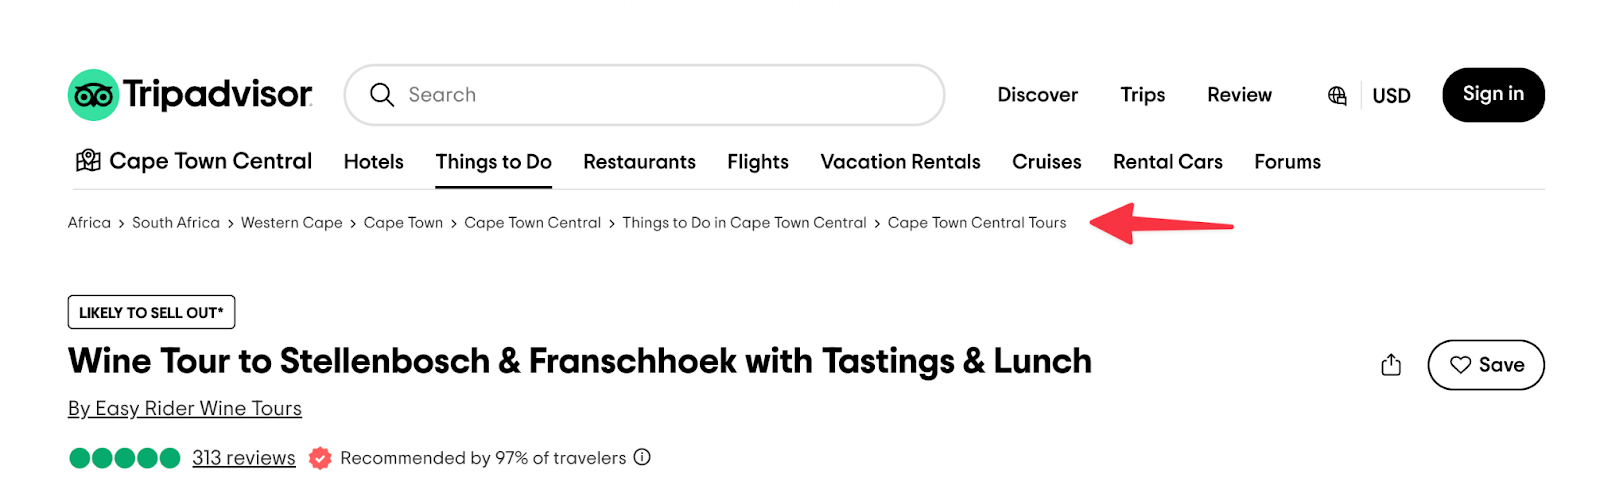 Tripadvisor
Search
Discover Trips Review USD Sign in
Cape Town Central Hotels Things to Do Restaurants Flights Vacation Rentals Cruises Rental Cars Forums
Africa > South Africa > Western Cape > Cape Town > Cape Town Central > Things to Do in Cape Town Central > Cape Town Central Tours
LIKELY TO SELL OUT*
Wine Tour to Stellenbosch & Franschhoek with Tastings & Lunch
Save
By Easy Rider Wine Tours
313 reviews Recommended by 97% of travelers